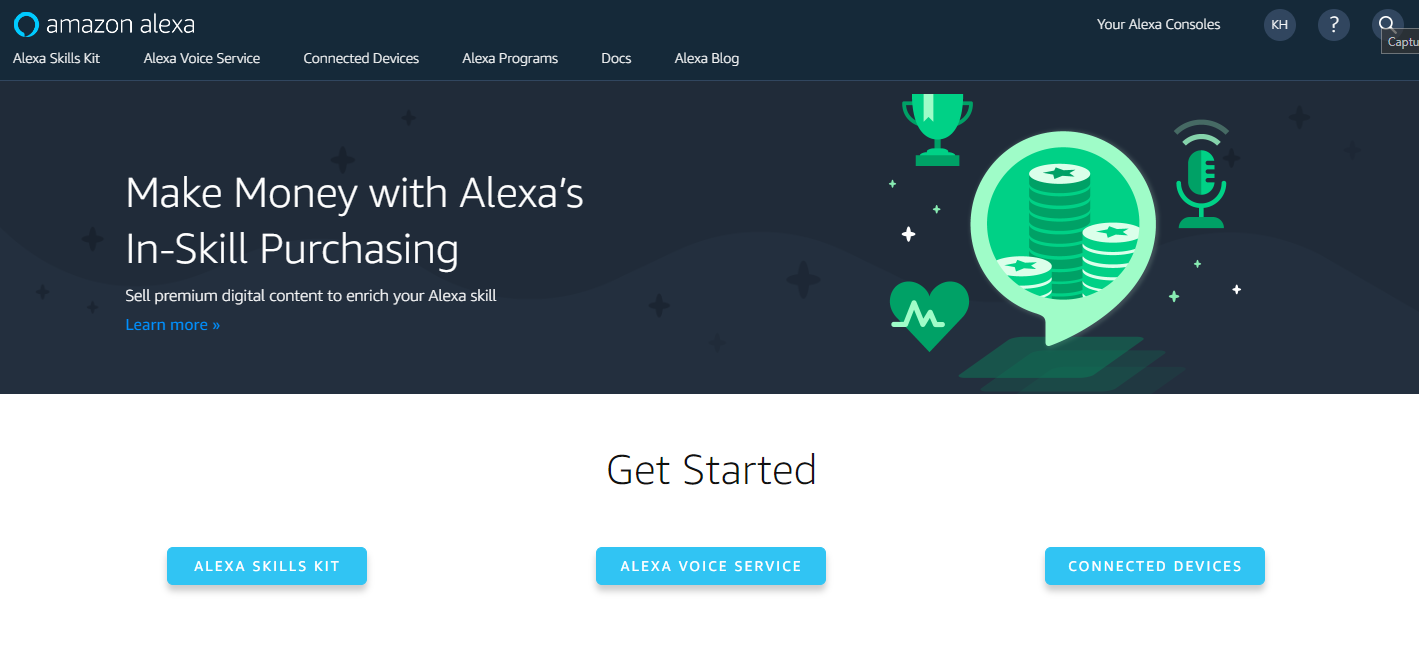 amazon alexa
Your Alexa Consoles
KH
?
Captu
Alexa Skills Kit
Alexa Voice Service
Connected Devices
Alexa Programs
Docs
Alexa Blog
Make Money with Alexa's
In-Skill Purchasing
Sell premium digital content to enrich your Alexa skill
Learn more »
Get Started
ALEXA SKILLS KIT
ALEXA VOICE SERVICE
CONNECTED DEVICES